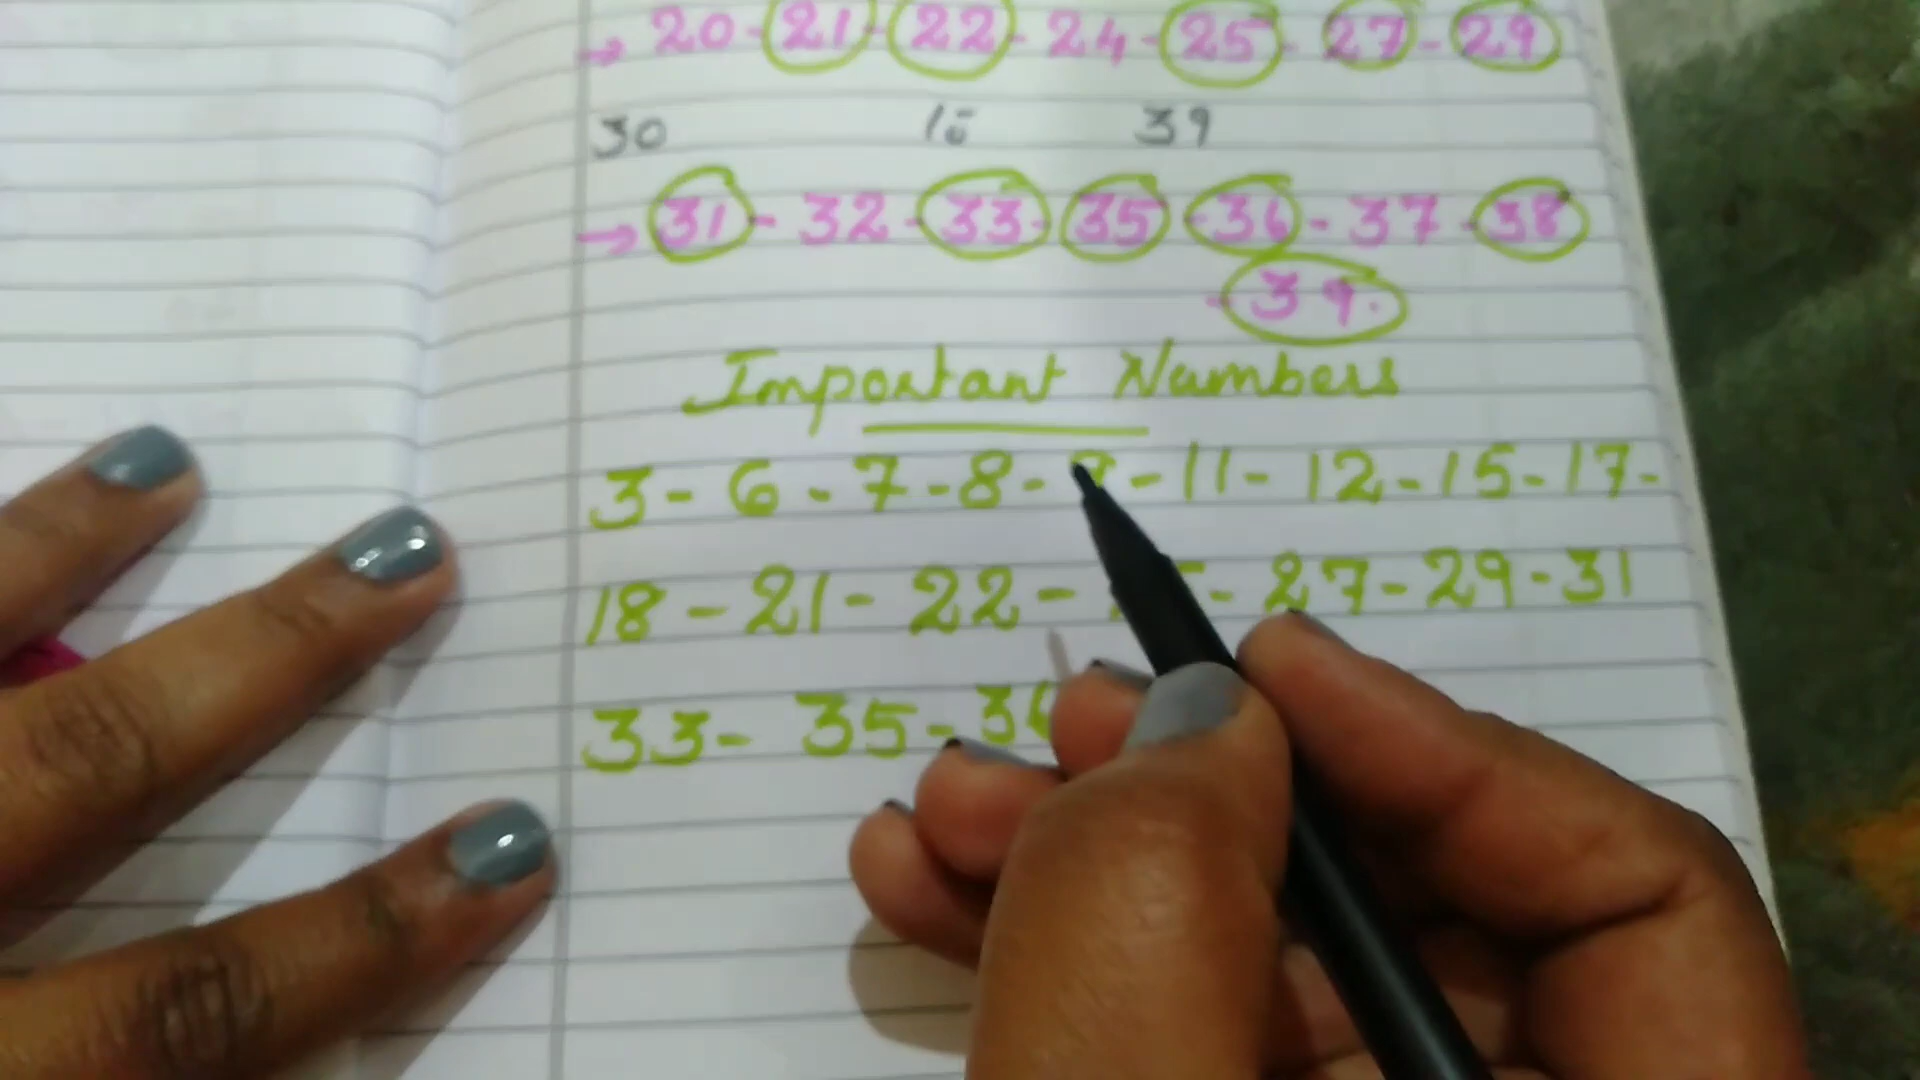 → 20 - 21 - 22 - 24 - 25 - 27 - 29
30 to 39
→ 31 - 32 - 33 - 35 - 36 - 37 - 38
- 39.
Important Numbers
3 - 6 - 7 - 8 - - 11 - 12 - 15 - 17 -
18 - 21 - 22 - - 27 - 29 - 31
33 - 35 -